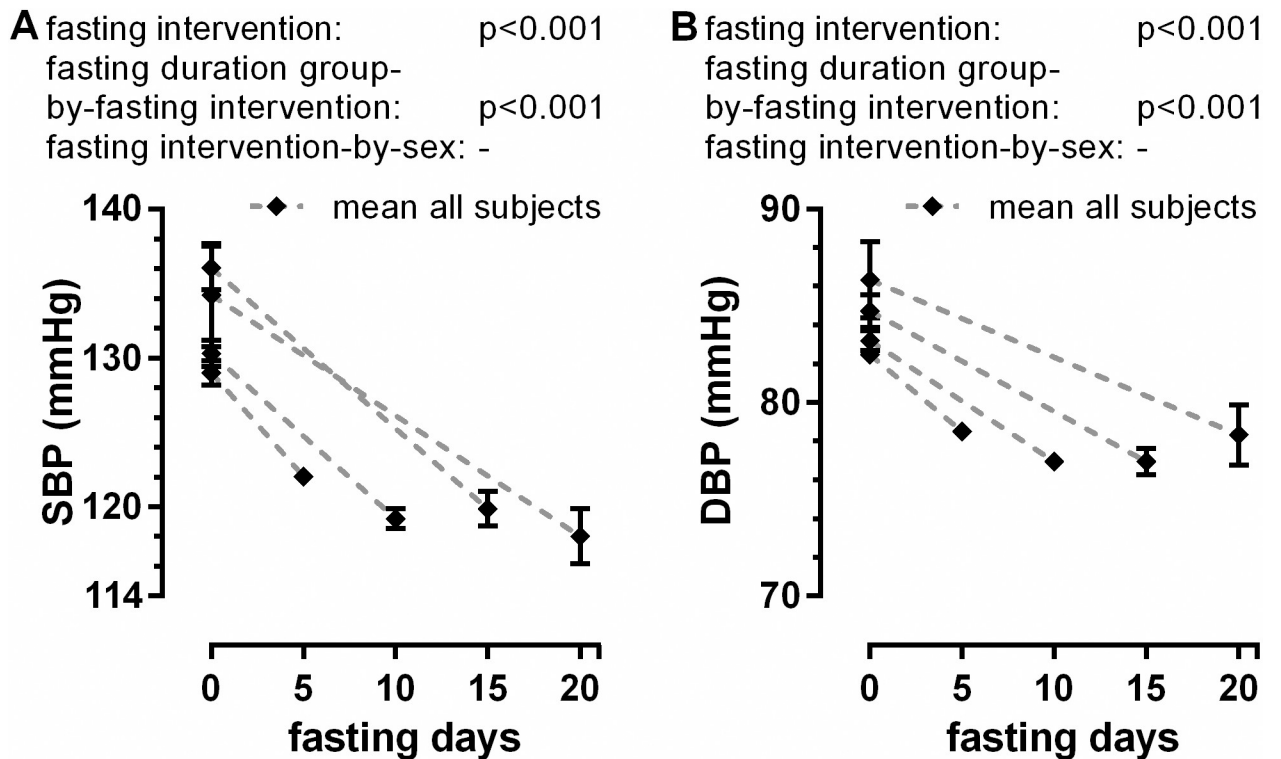 A fasting intervention: p<0.001
fasting duration group-
by-fasting intervention: p<0.001
fasting intervention-by-sex: -
mean all subjects
140
130
120
114
SBP (mmHg)
0 5 10 15 20
fasting days
B fasting intervention: p<0.001
fasting duration group-
by-fasting intervention: p<0.001
fasting intervention-by-sex: -
mean all subjects
90
80
70
DBP (mmHg)
0 5 10 15 20
fasting days